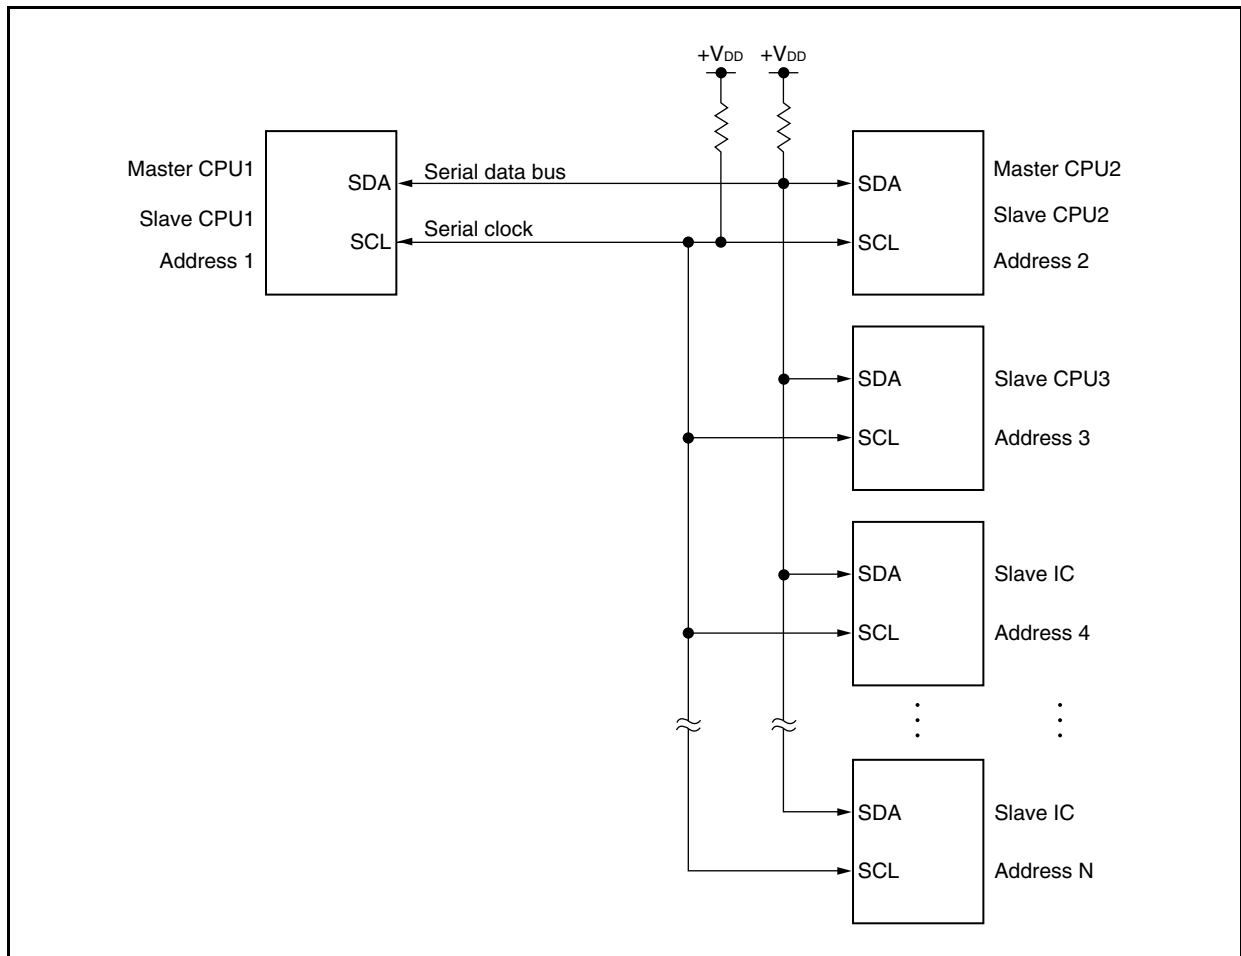 +VDD +VDD
Master CPU1
Slave CPU1
Address 1
SDA
SCL
Serial data bus
Serial clock
SDA
SCL
Master CPU2
Slave CPU2
Address 2
SDA
SCL
Slave CPU3
Address 3
SDA
SCL
Slave IC
Address 4
SDA
SCL
Slave IC
Address N